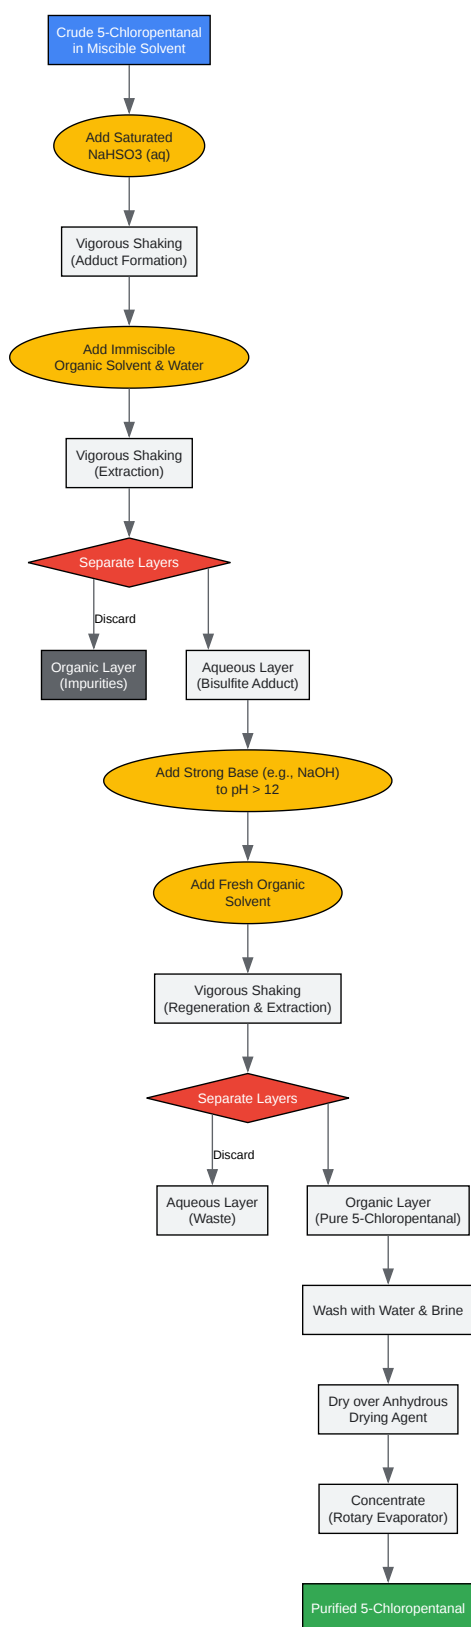 Crude 5-Chloropentanal
in Miscible Solvent
Add Saturated
NaHSO3 (aq)
Vigorous Shaking
(Adduct Formation)
Add Immiscible
Organic Solvent & Water
Vigorous Shaking
(Extraction)
Separate Layers
Discard
Organic Layer
(Impurities)
Aqueous Layer
(Bisulfite Adduct)
Add Strong Base (e.g., NaOH)
to pH > 12
Add Fresh Organic
Solvent
Vigorous Shaking
(Regeneration & Extraction)
Separate Layers
Discard
Aqueous Layer
(Waste)
Organic Layer
(Pure 5-Chloropentanal)
Wash with Water & Brine
Dry over Anhydrous
Drying Agent
Concentrate
(Rotary Evaporator)
Purified 5-Chloropentanal